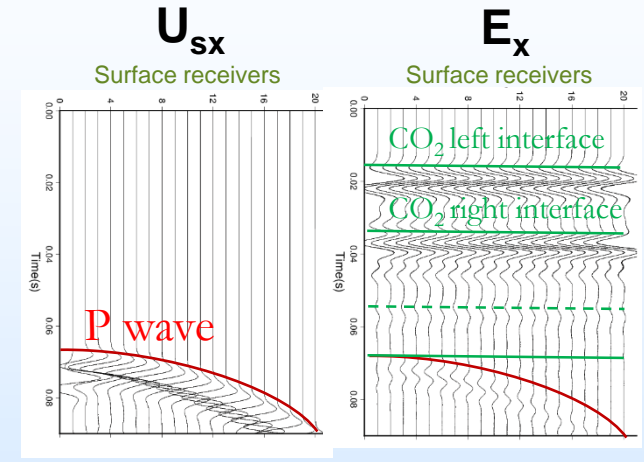 U_sx
E_x
Surface receivers
Surface receivers
0 4 8 12 16 20
0 4 8 12 16 20
0.00
0.02
0.04
0.06
0.08
Time(s)
P wave
0.00
0.02
0.04
0.06
0.08
Time(s)
CO₂ left interface
CO₂ right interface